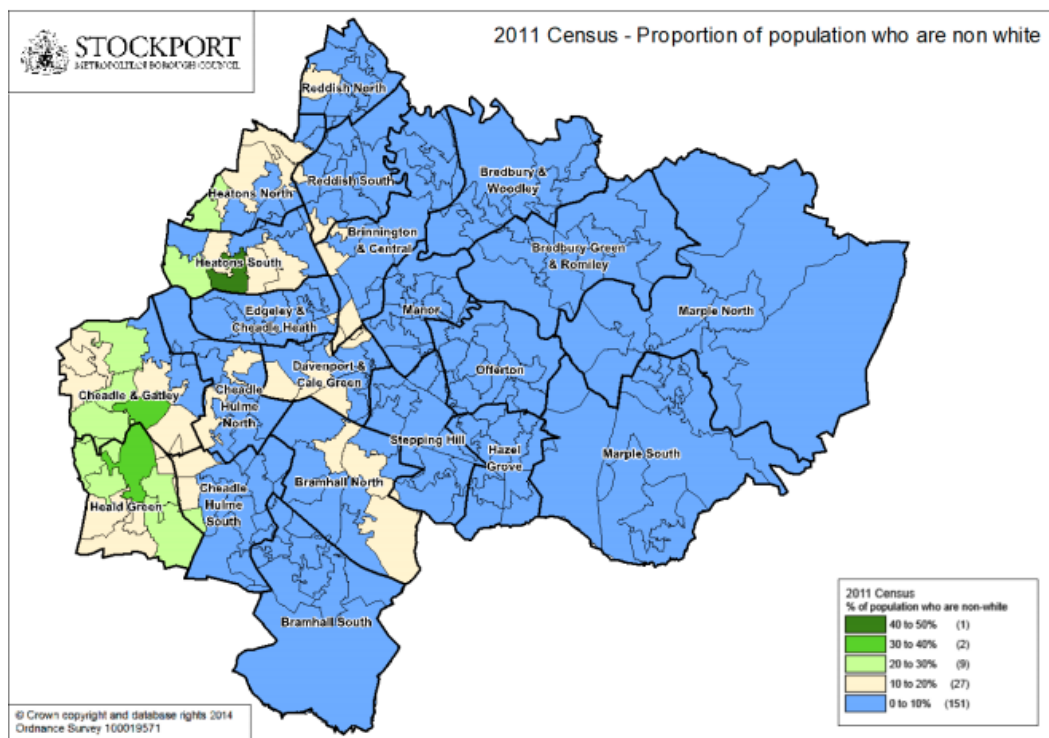 STOCKPORT
METROPOLITAN BOROUGH COUNCIL
2011 Census - Proportion of population who are non white
Reddish North
Heatons North
Reddish South
Bredbury &
Woodley
Brinnington
& Central
Bredbury Green
& Romiley
Heatons South
Edgeley &
Cheadle Heath
Manor
Marple North
Cheadle & Gatley
Cheadle
Hulme
North
Davenport &
Cale Green
Offerton
Stepping Hill
Hazel
Grove
Marple South
Heald Green
Cheadle
Hulme
South
Bramhall North
Bramhall South
2011 Census
% of population who are non-white
40 to 50% (1)
30 to 40% (2)
20 to 30% (9)
10 to 20% (27)
0 to 10% (151)
© Crown copyright and database rights 2014
Ordnance Survey 100019571